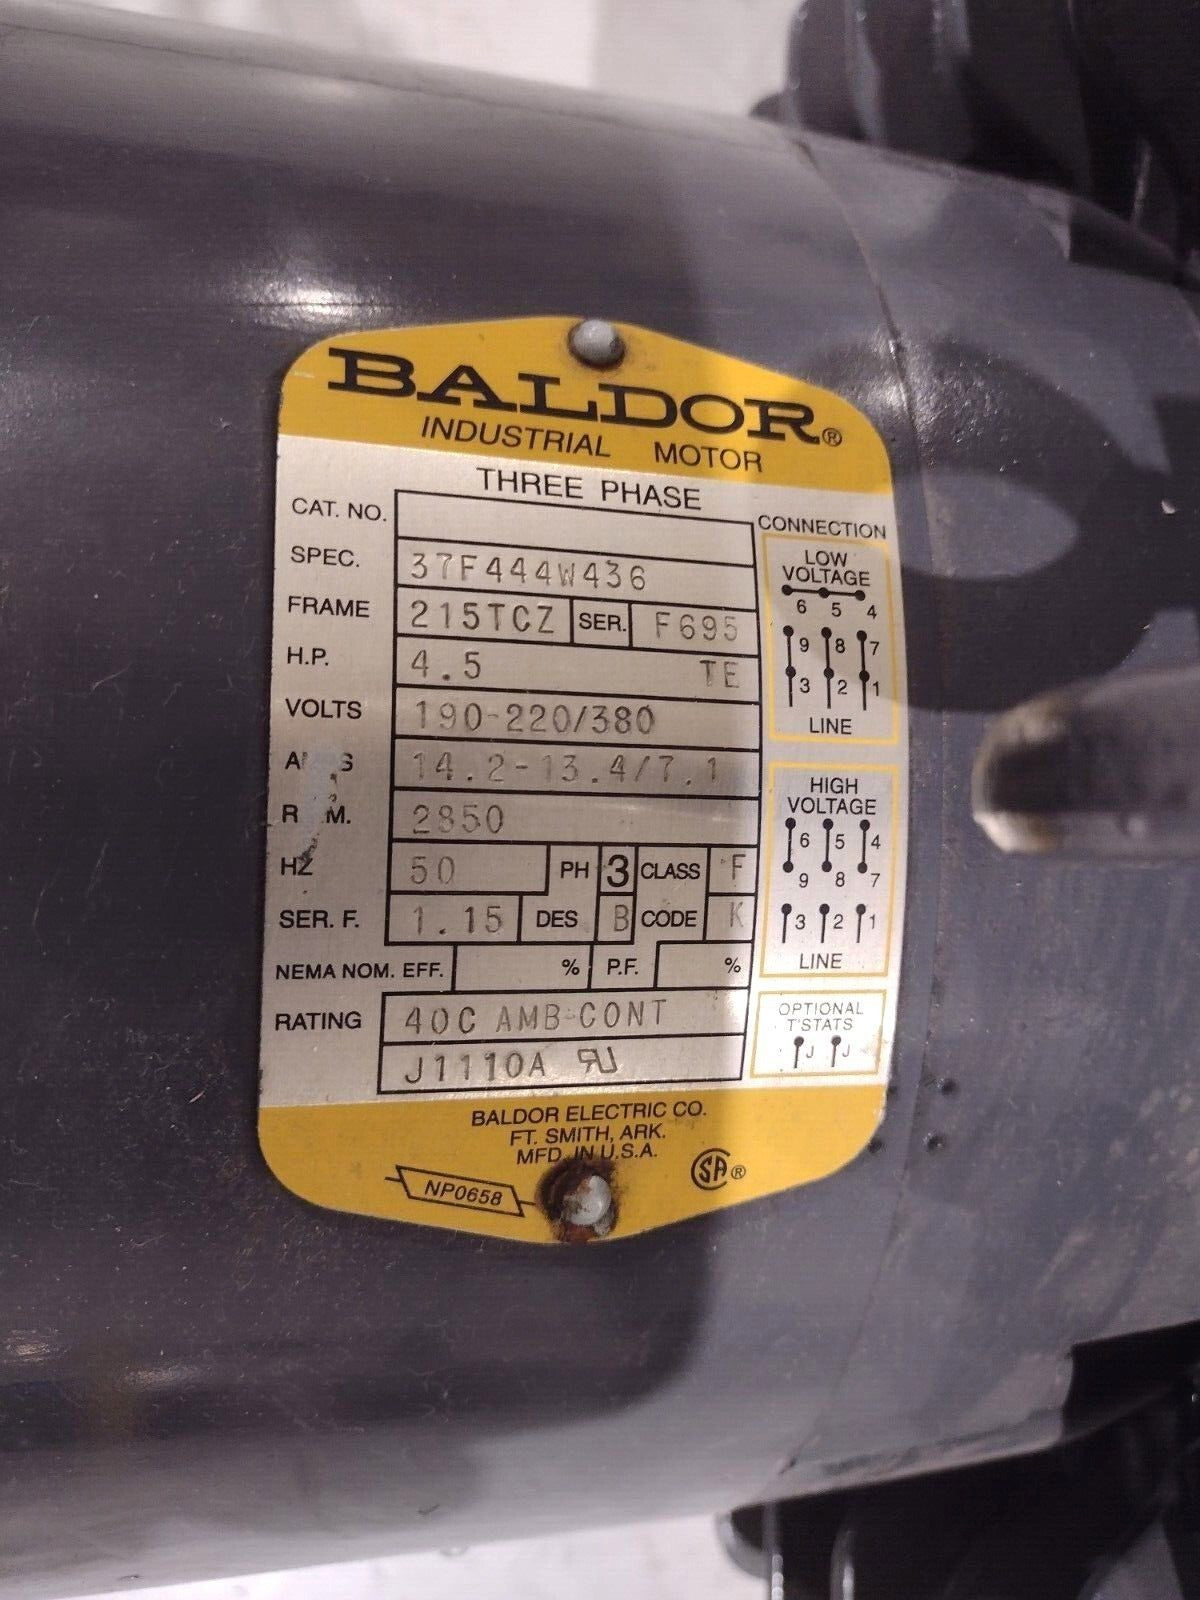 BALDOR®
INDUSTRIAL MOTOR
THREE PHASE
CAT. NO.
SPEC. 37F444W436
FRAME 215TCZ SER. F695
H.P. 4.5 TE
VOLTS 190-220/380
14.2-13.4/7.1
2850
HZ 50 PH 3 CLASS F
SER. F. 1.15 DES B CODE K
NEMA NOM. EFF. % P.F. %
RATING 40C AMB-CONT
J1110A
CONNECTION
LOW
VOLTAGE
6 5 4
9 8 7
3 2 1
LINE
HIGH
VOLTAGE
6 5 4
9 8 7
3 2 1
LINE
OPTIONAL
T'STATS
J J
BALDOR ELECTRIC CO.
FT. SMITH, ARK.
MFD. IN U.S.A.
NP0658
SA®